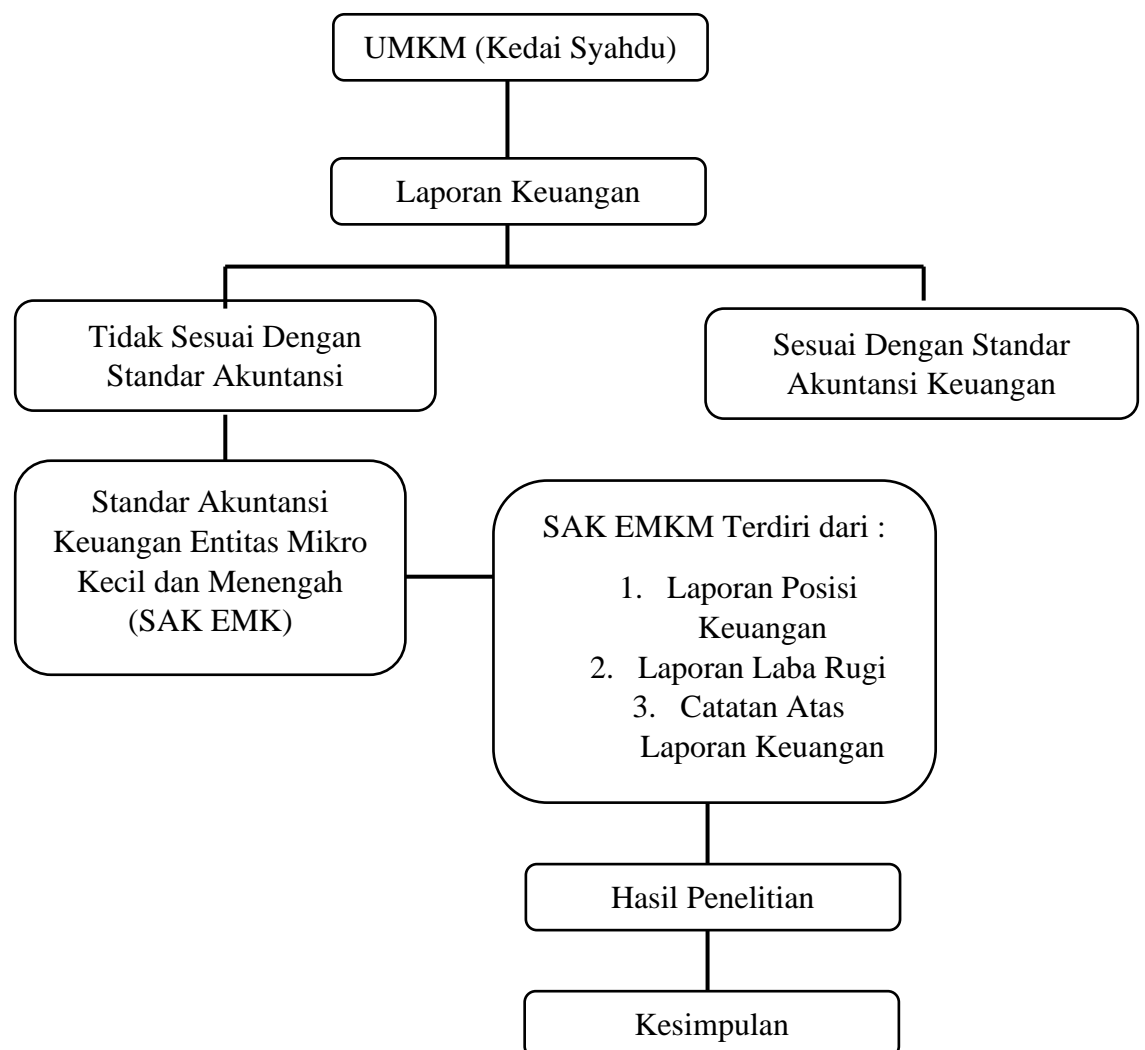 UMKM (Kedai Syahdu)
Laporan Keuangan
Tidak Sesuai Dengan
Standar Akuntansi
Sesuai Dengan Standar
Akuntansi Keuangan
Standar Akuntansi
Keuangan Entitas Mikro
Kecil dan Menengah
(SAK EMK)
SAK EMKM Terdiri dari :
1. Laporan Posisi
Keuangan
2. Laporan Laba Rugi
3. Catatan Atas
Laporan Keuangan
Hasil Penelitian
Kesimpulan